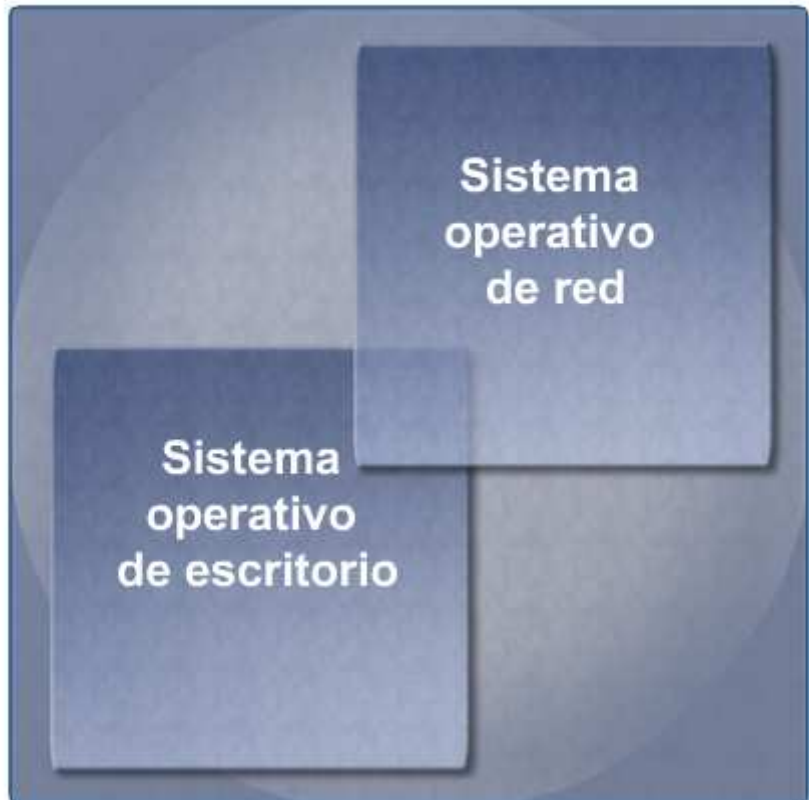 Sistema
operativo
de red
Sistema
operativo
de escritorio